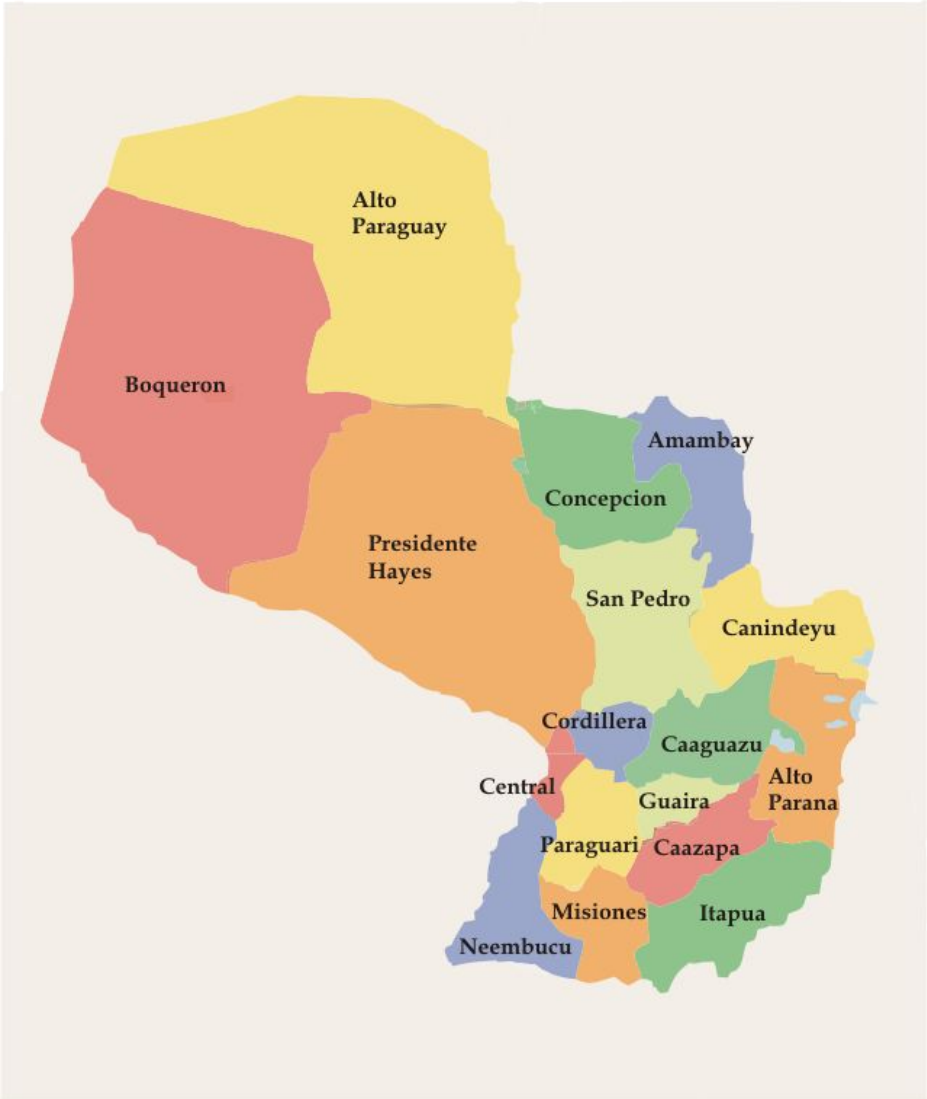 Alto
Paraguay
Boqueron
Amambay
Concepcion
Presidente
Hayes
San Pedro
Canindeyu
Cordillera
Caaguazu
Central
Guaira
Alto
Parana
Paraguari
Caazapa
Misiones
Itapua
Neembucu